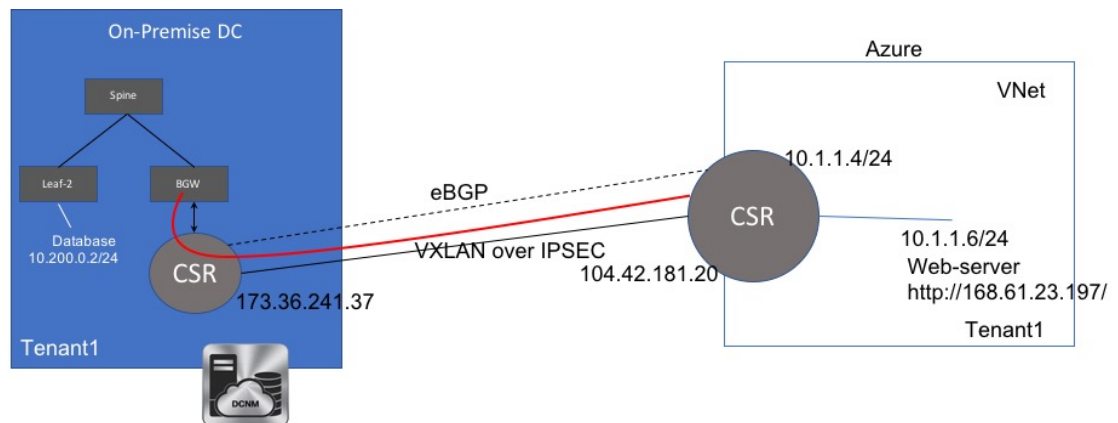 On-Premise DC
Spine
Leaf-2
BGW
Database
10.200.0.2/24
CSR
173.36.241.37
Tenant1
DCNM
eBGP
VXLAN over IPSEC
104.42.181.20
Azure
VNet
10.1.1.4/24
CSR
10.1.1.6/24
Web-server
http://168.61.23.197/
Tenant1